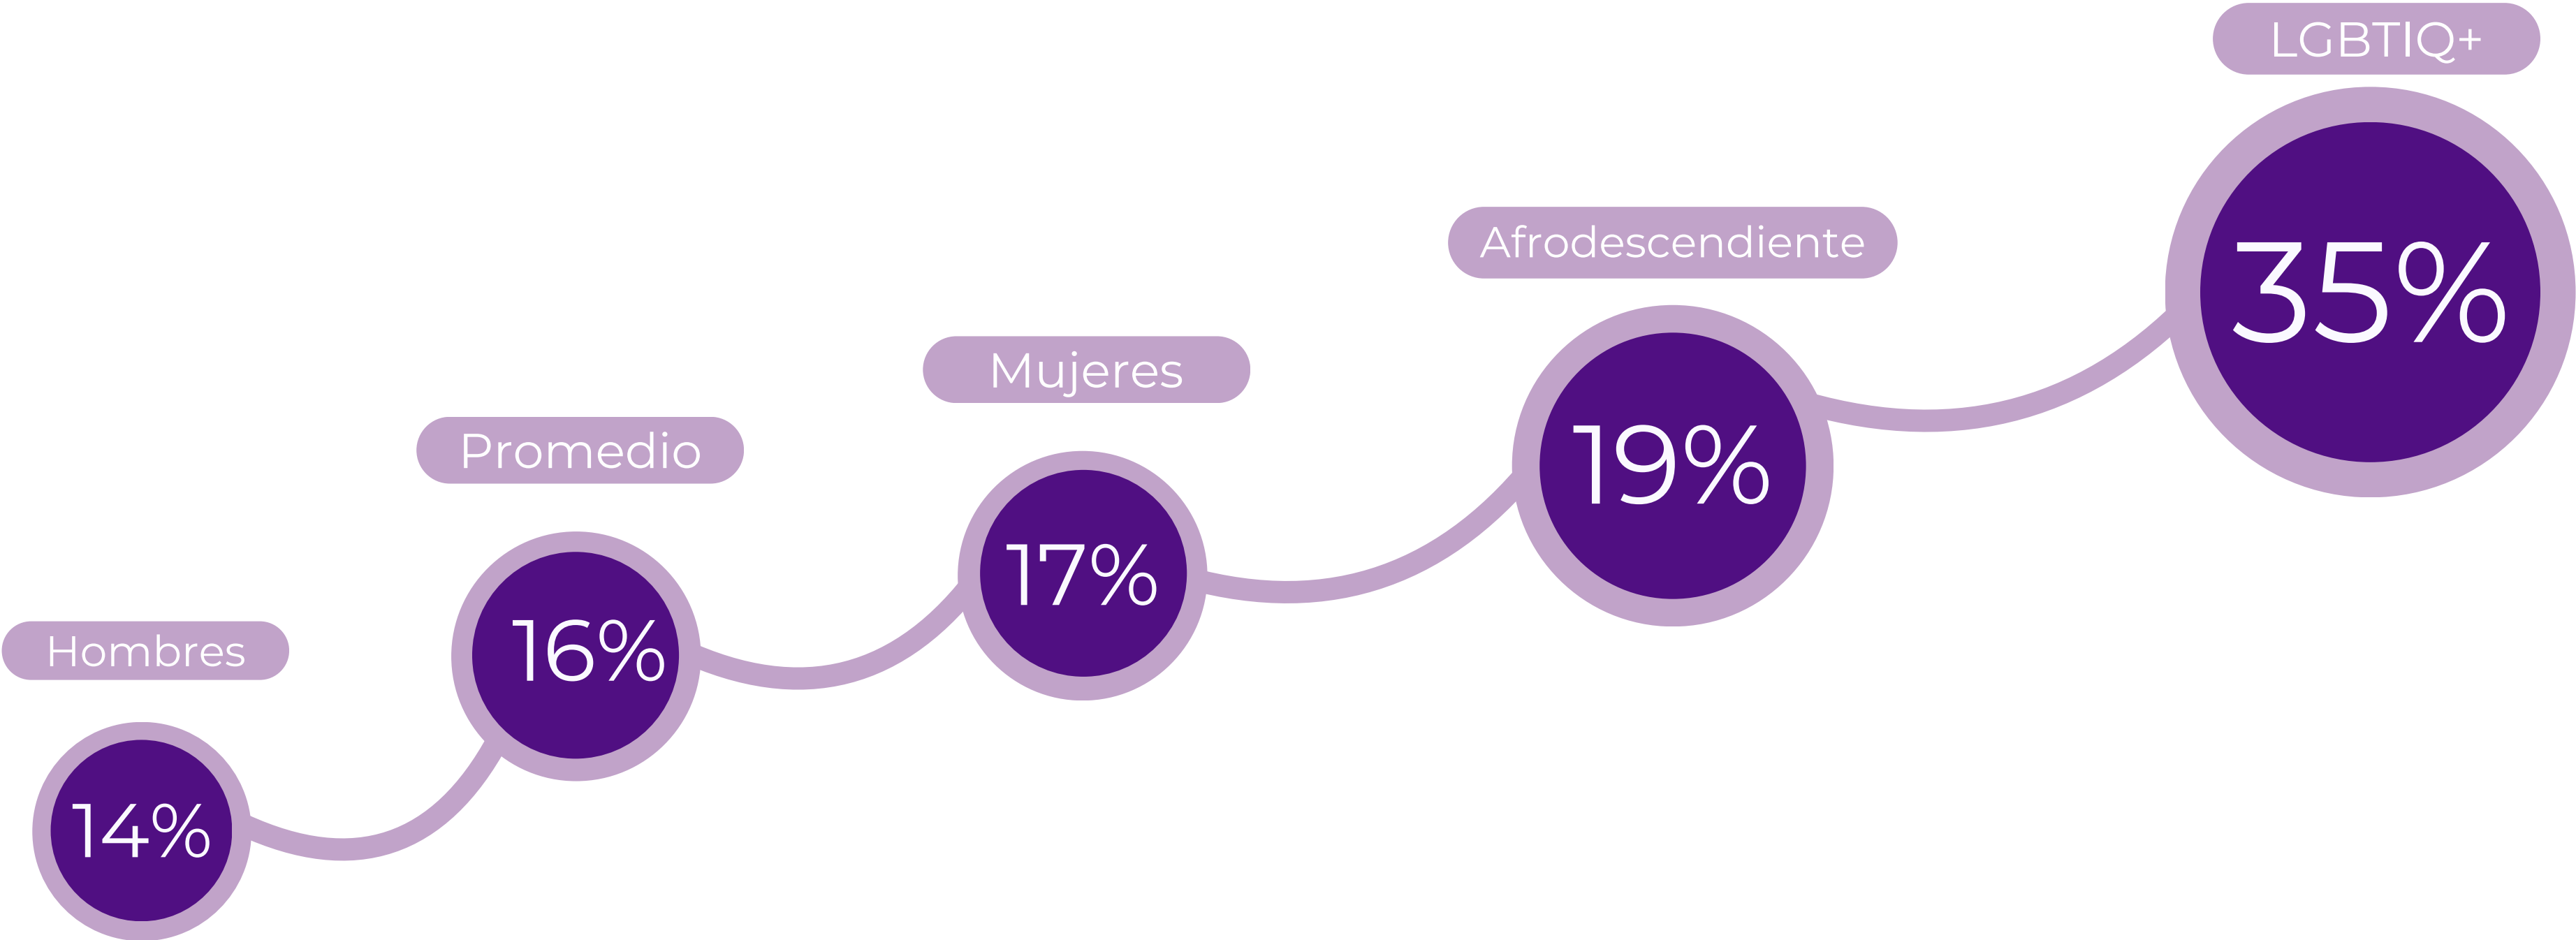 Hombres
14%
Promedio
16%
Mujeres
17%
Afrodescendiente
19%
LGBTIQ+
35%